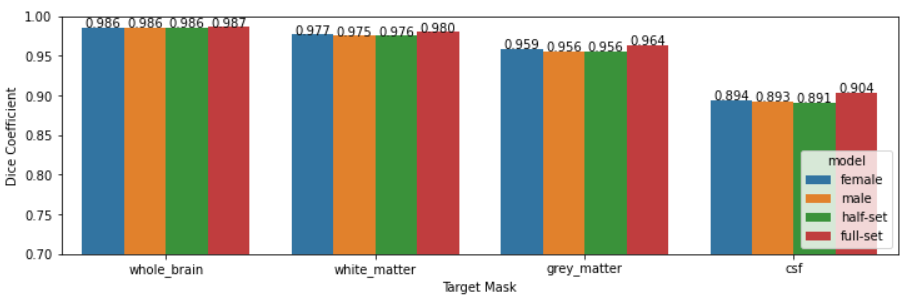 1.00
0.95
0.90
0.85
0.80
0.75
0.70
Dice Coefficient
0.986 0.986 0.986 0.987
0.977 0.975 0.976 0.980
0.959 0.956 0.956 0.964
0.894 0.893 0.891 0.904
model
female
male
half-set
full-set
whole_brain white_matter grey_matter csf
Target Mask